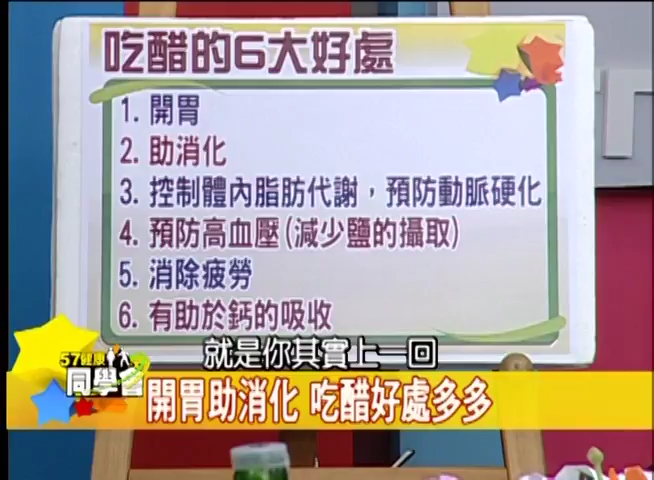 吃醋的6大好處
1. 開胃
2. 助消化
3. 控制體內脂肪代謝，預防動脈硬化
4. 預防高血壓(減少鹽的攝取)
5. 消除疲勞
6. 有助於鈣的吸收
就是你其實上一回
57健康
同學會
開胃助消化 吃醋好處多多